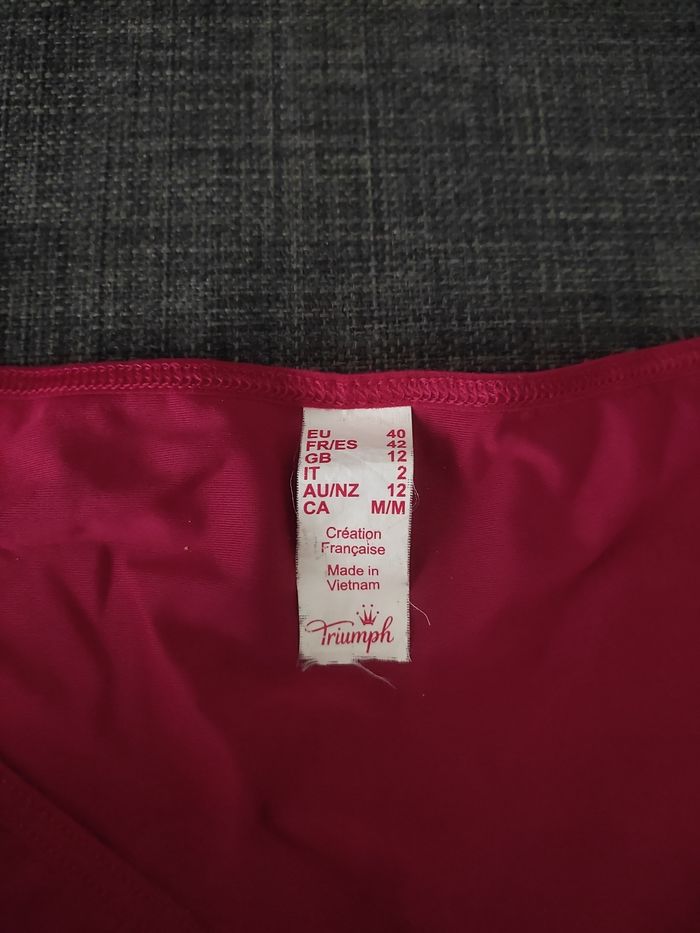 EU 40
FR/ES 42
GB 12
IT 2
AU/NZ 12
CA M/M
Création
Française
Made in
Vietnam
Triumph